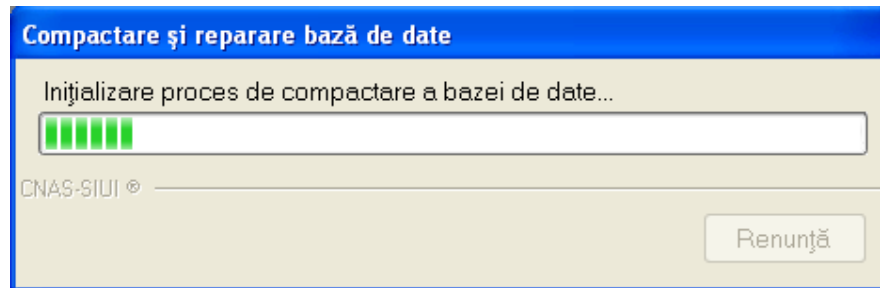 Compactare şi reparare bază de date
Iniţializare proces de compactare a bazei de date...
CNAS-SIUI ®
Renunţă